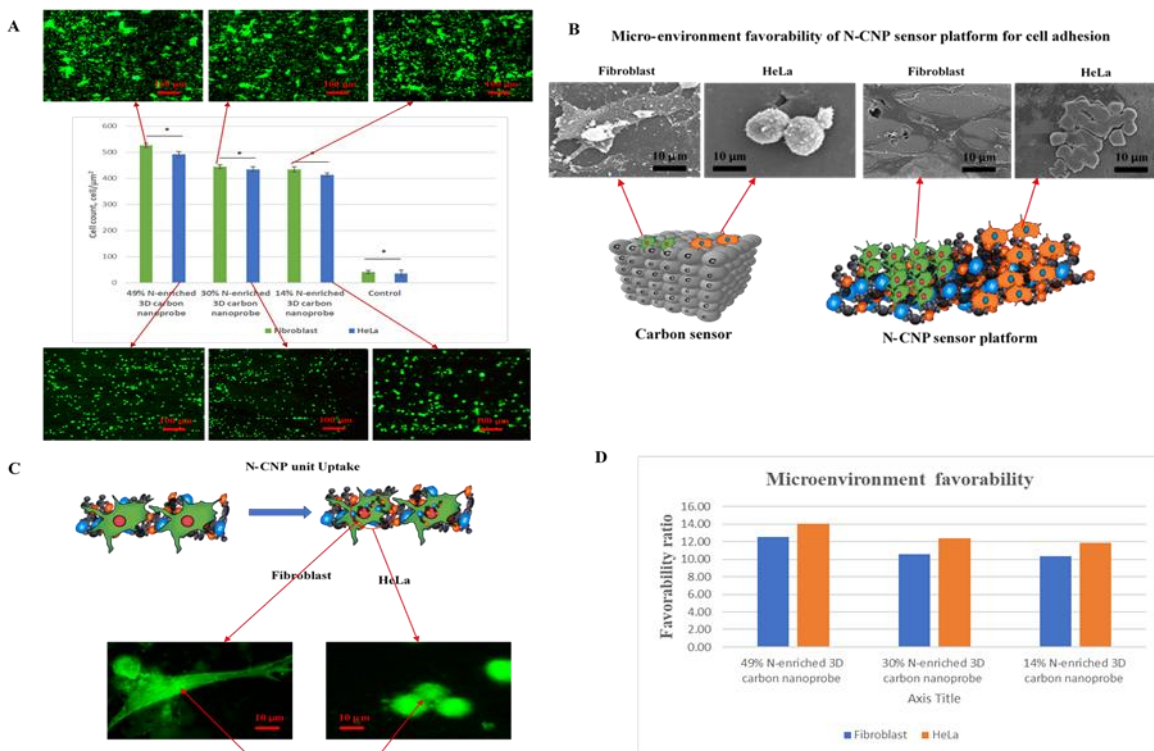 A
100 µm
100 µm
100 µm
600
500
400
300
200
100
0
Cell count, cell/µm²
*
*
*
*
49% N-enriched 3D carbon nanoprobe
30% N-enriched 3D carbon nanoprobe
14% N-enriched 3D carbon nanoprobe
Control
Fibroblast
HeLa
100 µm
100 µm
100 µm
B
Micro-environment favorability of N-CNP sensor platform for cell adhesion
Fibroblast
HeLa
Fibroblast
HeLa
10 µm
10 µm
10 µm
10 µm
Carbon sensor
N-CNP sensor platform
C
N-CNP unit Uptake
Fibroblast
HeLa
10 µm
10 µm
D
Microenvironment favorability
16.00
14.00
12.00
10.00
8.00
6.00
4.00
2.00
0.00
Favorability ratio
49% N-enriched 3D carbon nanoprobe
30% N-enriched 3D carbon nanoprobe
14% N-enriched 3D carbon nanoprobe
Axis Title
Fibroblast
HeLa